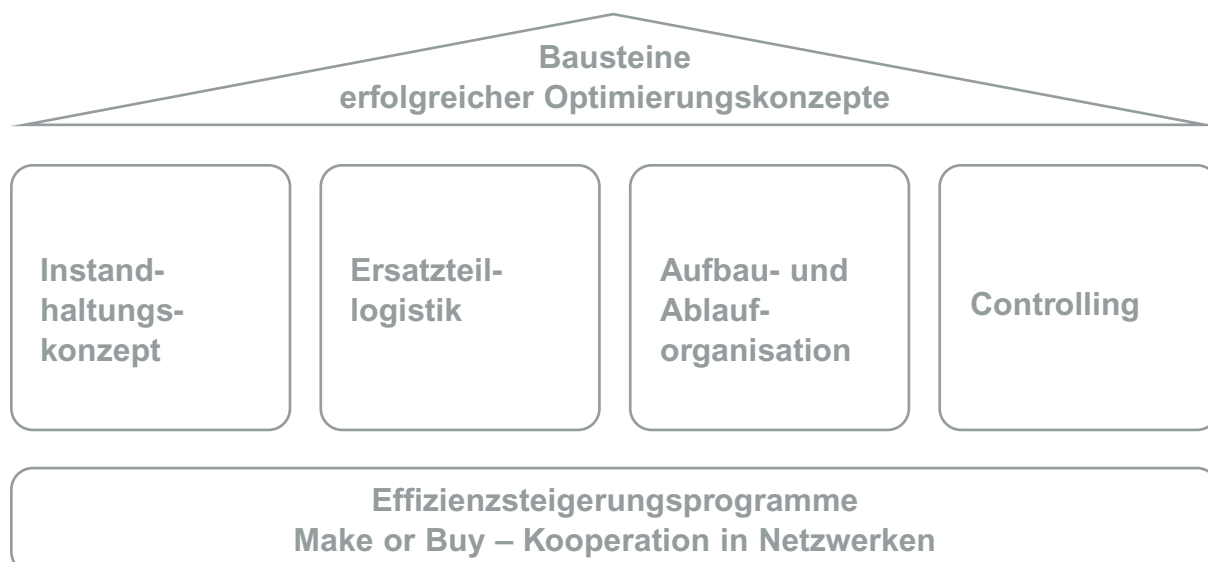 Bausteine
erfolgreicher Optimierungskonzepte
Instand-
haltungs-
konzept
Ersatzteil-
logistik
Aufbau- und
Ablauf-
organisation
Controlling
Effizienzsteigerungsprogramme
Make or Buy – Kooperation in Netzwerken